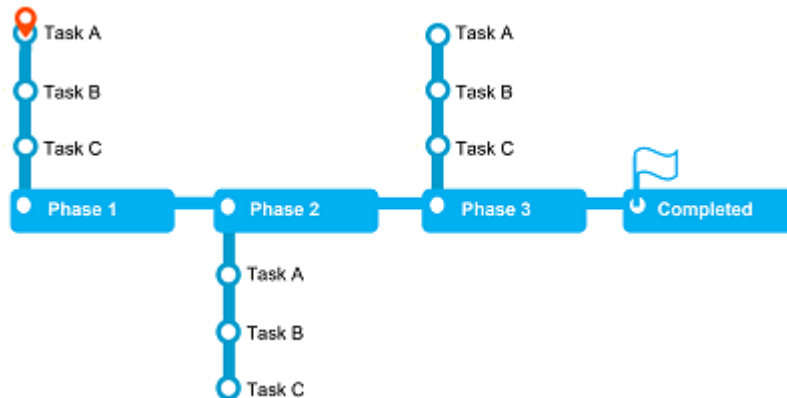 Task A
Task B
Task C
Task A
Task B
Task C
Phase 1
Phase 2
Phase 3
Completed
Task A
Task B
Task C